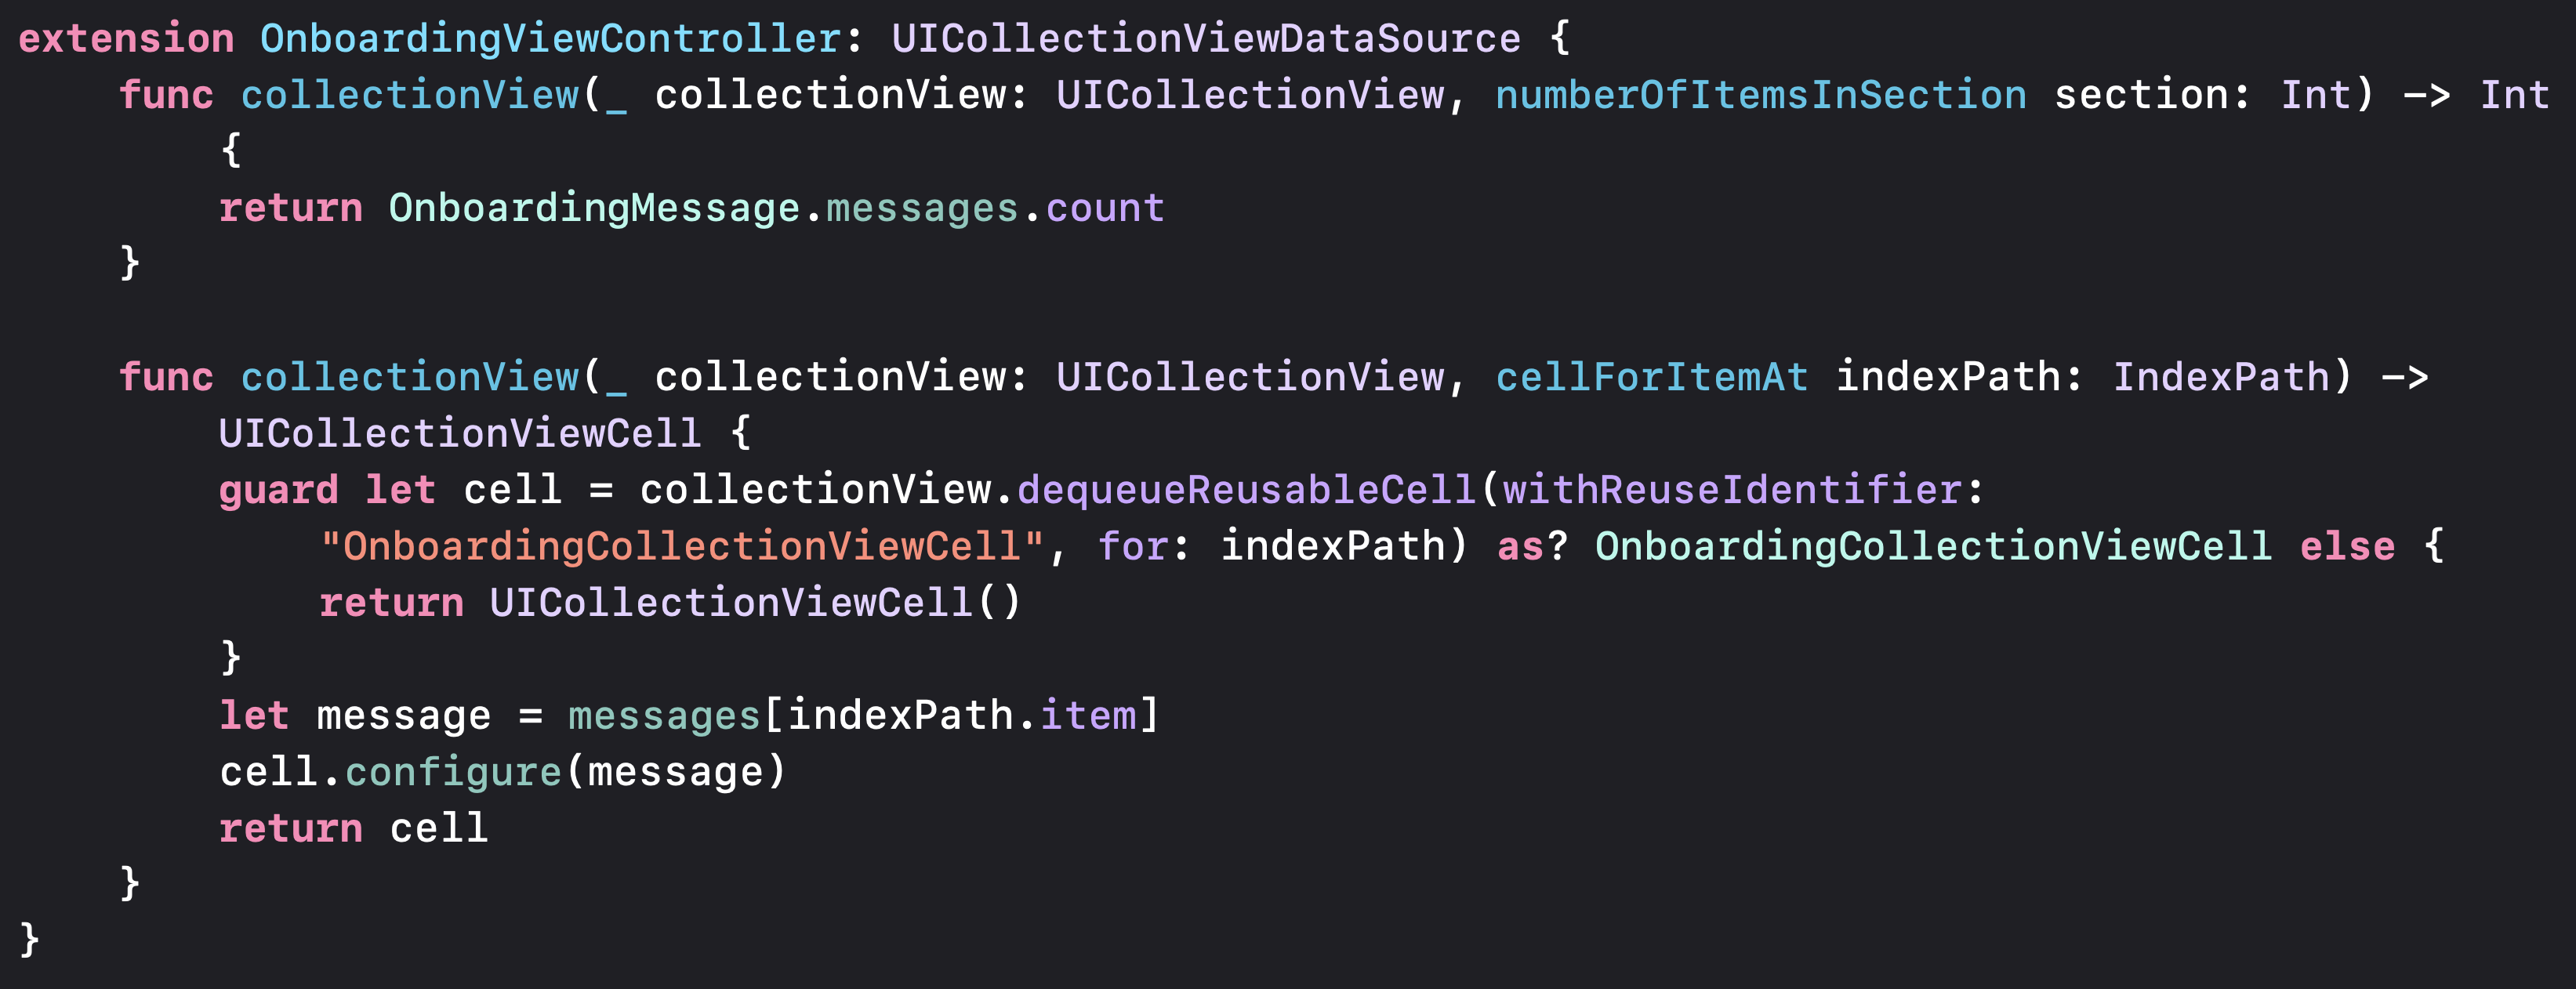 extension OnboardingViewController: UICollectionViewDataSource {
    func collectionView(_ collectionView: UICollectionView, numberOfItemsInSection section: Int) -> Int
        {
        return OnboardingMessage.messages.count
    }

    func collectionView(_ collectionView: UICollectionView, cellForItemAt indexPath: IndexPath) ->
        UICollectionViewCell {
        guard let cell = collectionView.dequeueReusableCell(withReuseIdentifier:
            "OnboardingCollectionViewCell", for: indexPath) as? OnboardingCollectionViewCell else {
            return UICollectionViewCell()
        }
        let message = messages[indexPath.item]
        cell.configure(message)
        return cell
    }
}